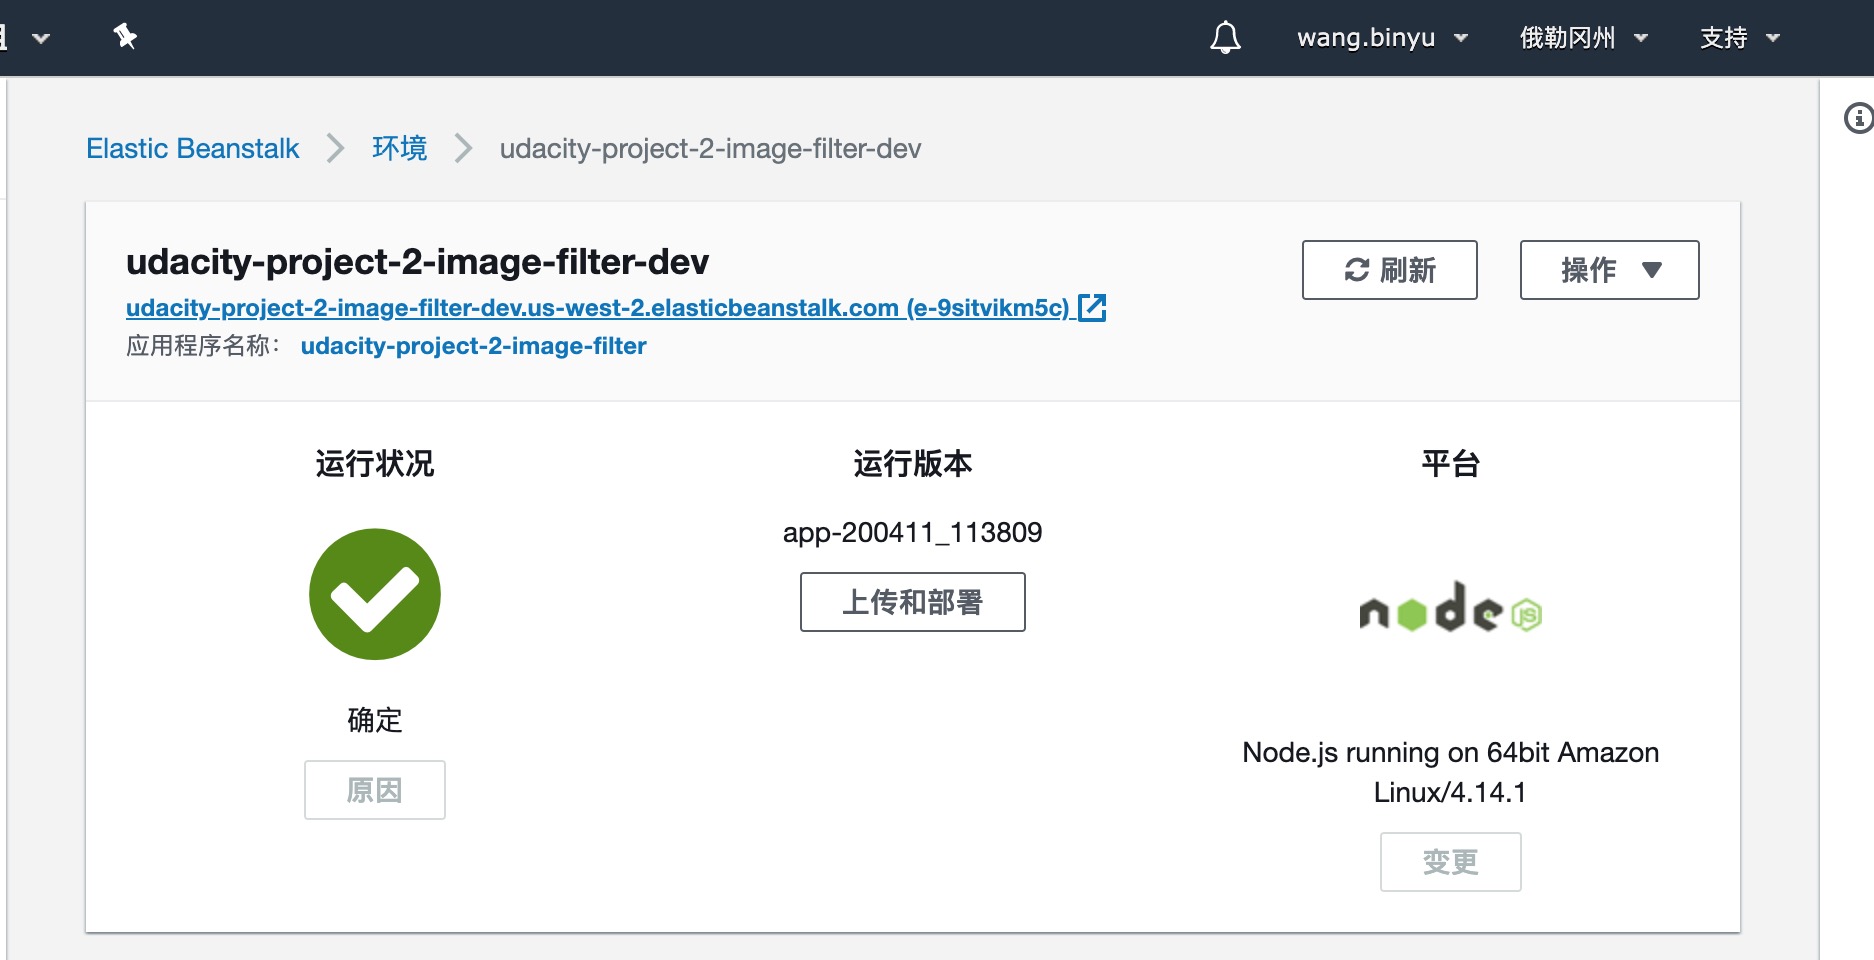 wang.binyu 俄勒冈州 支持
Elastic Beanstalk 环境 udacity-project-2-image-filter-dev
udacity-project-2-image-filter-dev
刷新 操作
udacity-project-2-image-filter-dev.us-west-2.elasticbeanstalk.com (e-9sitvikm5c)
应用程序名称： udacity-project-2-image-filter
运行状况
确定
原因
运行版本
app-200411_113809
上传和部署
平台
node JS
Node.js running on 64bit Amazon
Linux/4.14.1
变更